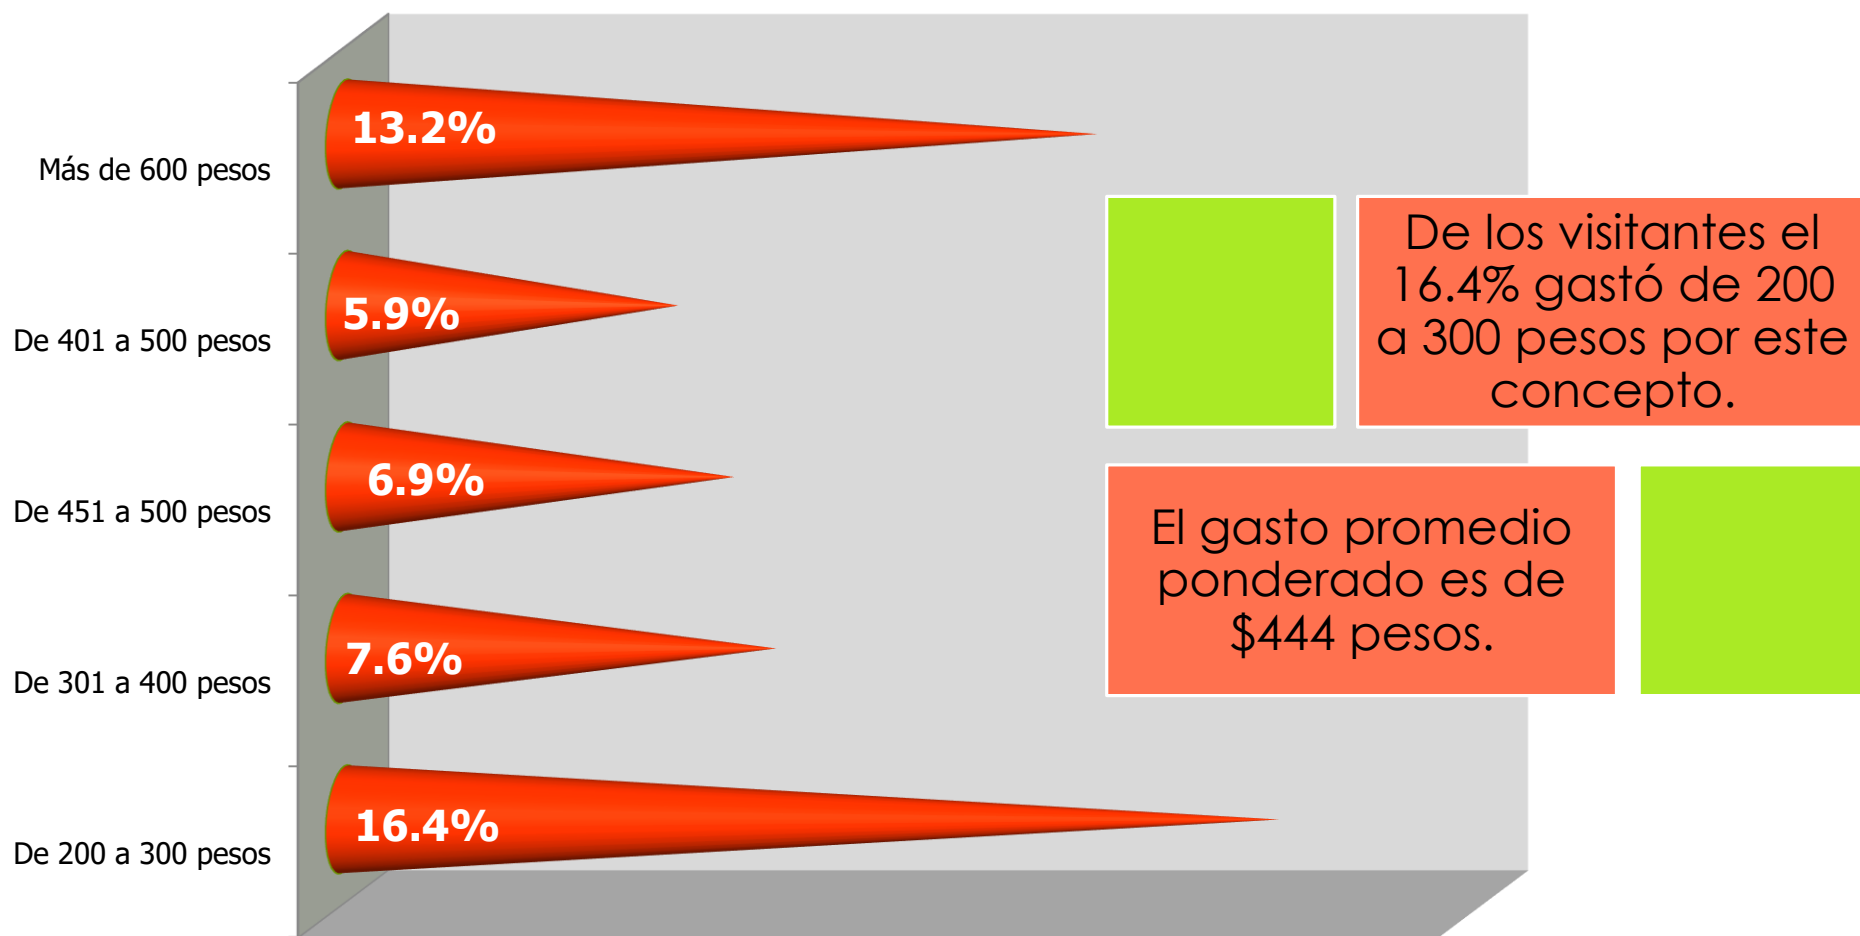 13.2%
Más de 600 pesos
5.9%
De 401 a 500 pesos
6.9%
De 451 a 500 pesos
7.6%
De 301 a 400 pesos
16.4%
De 200 a 300 pesos
De los visitantes el
16.4% gastó de 200
a 300 pesos por este
concepto.
El gasto promedio
ponderado es de
$444 pesos.